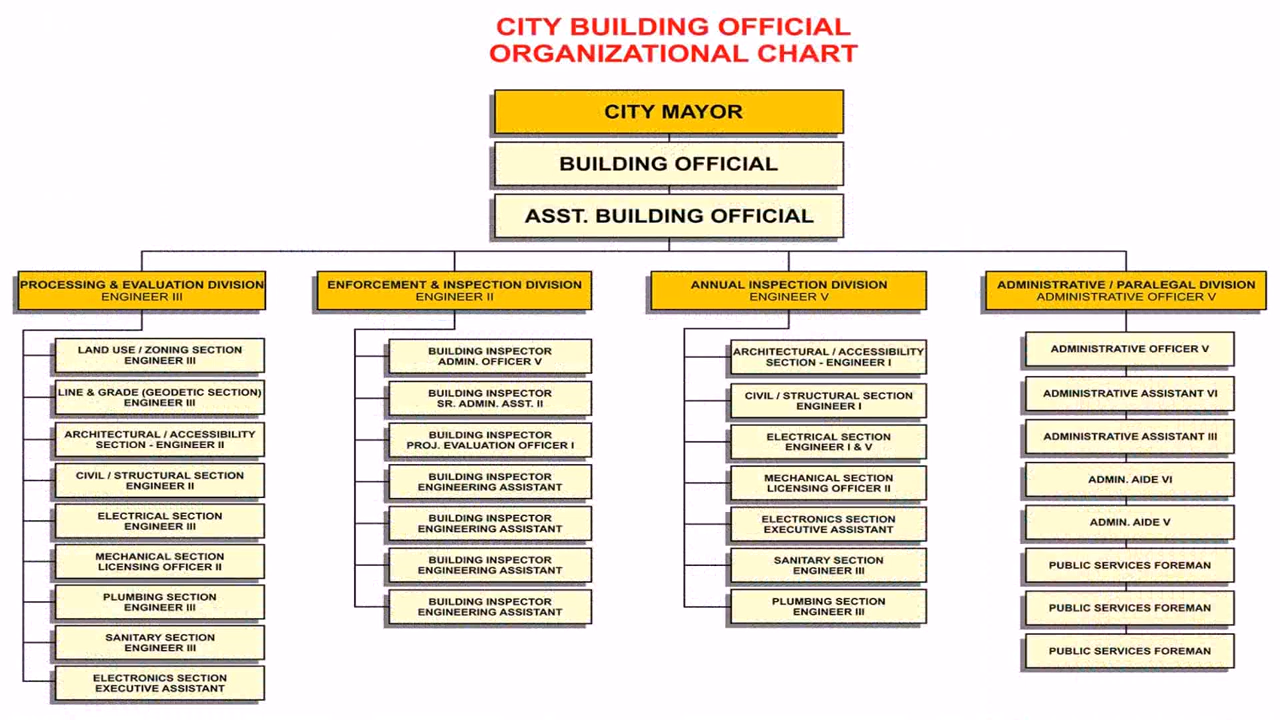 CITY BUILDING OFFICIAL
ORGANIZATIONAL CHART
CITY MAYOR
BUILDING OFFICIAL
ASST. BUILDING OFFICIAL
PROCESSING & EVALUATION DIVISION
ENGINEER III
LAND USE / ZONING SECTION
ENGINEER III
LINE & GRADE (GEODETIC SECTION)
ENGINEER III
ARCHITECTURAL / ACCESSIBILITY
SECTION - ENGINEER II
CIVIL / STRUCTURAL SECTION
ENGINEER II
ELECTRICAL SECTION
ENGINEER III
MECHANICAL SECTION
LICENSING OFFICER II
PLUMBING SECTION
ENGINEER III
SANITARY SECTION
ENGINEER III
ELECTRONICS SECTION
EXECUTIVE ASSISTANT
ENFORCEMENT & INSPECTION DIVISION
ENGINEER II
BUILDING INSPECTOR
ADMIN. OFFICER V
BUILDING INSPECTOR
SR. ADMIN. ASST. II
BUILDING INSPECTOR
PROJ. EVALUATION OFFICER I
BUILDING INSPECTOR
ENGINEERING ASSISTANT
BUILDING INSPECTOR
ENGINEERING ASSISTANT
BUILDING INSPECTOR
ENGINEERING ASSISTANT
BUILDING INSPECTOR
ENGINEERING ASSISTANT
ANNUAL INSPECTION DIVISION
ENGINEER V
ARCHITECTURAL / ACCESSIBILITY
SECTION - ENGINEER I
CIVIL / STRUCTURAL SECTION
ENGINEER I
ELECTRICAL SECTION
ENGINEER I & V
MECHANICAL SECTION
LICENSING OFFICER II
ELECTRONICS SECTION
EXECUTIVE ASSISTANT
SANITARY SECTION
ENGINEER III
PLUMBING SECTION
ENGINEER III
ADMINISTRATIVE / PARALEGAL DIVISION
ADMINISTRATIVE OFFICER V
ADMINISTRATIVE OFFICER V
ADMINISTRATIVE ASSISTANT VI
ADMINISTRATIVE ASSISTANT III
ADMIN. AIDE VI
ADMIN. AIDE V
PUBLIC SERVICES FOREMAN
PUBLIC SERVICES FOREMAN
PUBLIC SERVICES FOREMAN